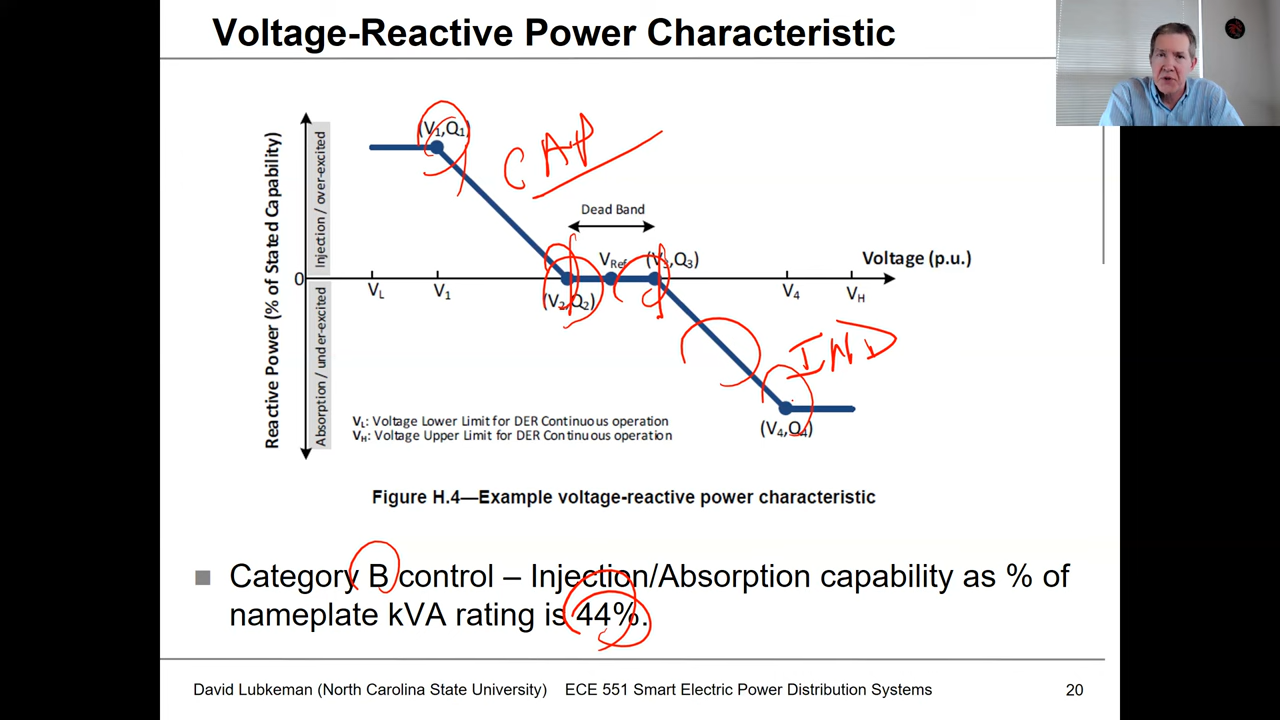 Voltage-Reactive Power Characteristic
Reactive Power (% of Stated Capability)
Injection / over-excited
Absorption / under-excited
(V1,Q1)
CAP
Dead Band
VRef
(V3,Q3)
Voltage (p.u.)
0
VL
V1
(V2,Q2)
V4
VH
IND
(V4,Q4)
VL: Voltage Lower Limit for DER Continuous operation
VH: Voltage Upper Limit for DER Continuous operation
Figure H.4—Example voltage-reactive power characteristic
Category B control – Injection/Absorption capability as % of
nameplate kVA rating is 44%.
David Lubkeman (North Carolina State University) ECE 551 Smart Electric Power Distribution Systems 20